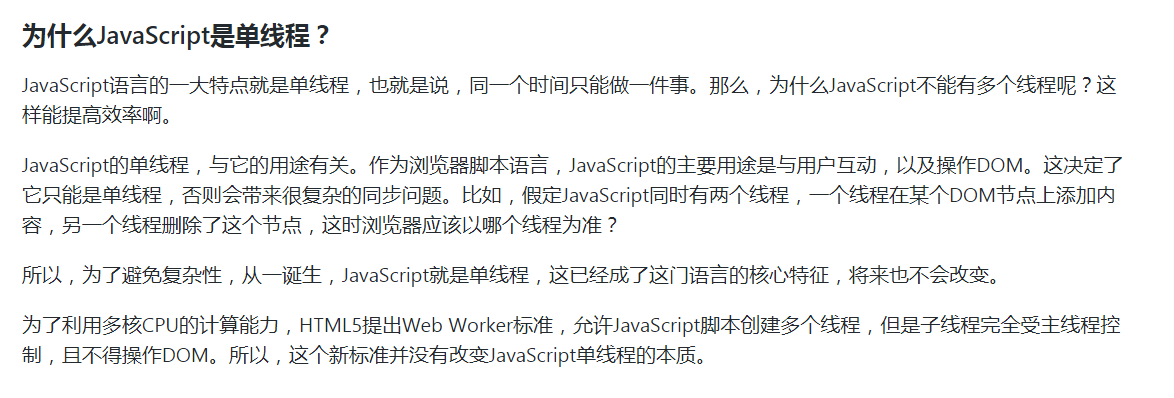 为什么JavaScript是单线程？
JavaScript语言的一大特点就是单线程，也就是说，同一个时间只能做一件事。那么，为什么JavaScript不能有多个线程呢？这
样能提高效率啊。
JavaScript的单线程，与它的用途有关。作为浏览器脚本语言，JavaScript的主要用途是与用户互动，以及操作DOM。这决定了
它只能是单线程，否则会带来很复杂的同步问题。比如，假定JavaScript同时有两个线程，一个线程在某个DOM节点上添加内
容，另一个线程删除了这个节点，这时浏览器应该以哪个线程为准？
所以，为了避免复杂性，从一诞生，JavaScript就是单线程，这已经成了这门语言的核心特征，将来也不会改变。
为了利用多核CPU的计算能力，HTML5提出Web Worker标准，允许JavaScript脚本创建多个线程，但是子线程完全受主线程控
制，且不得操作DOM。所以，这个新标准并没有改变JavaScript单线程的本质。